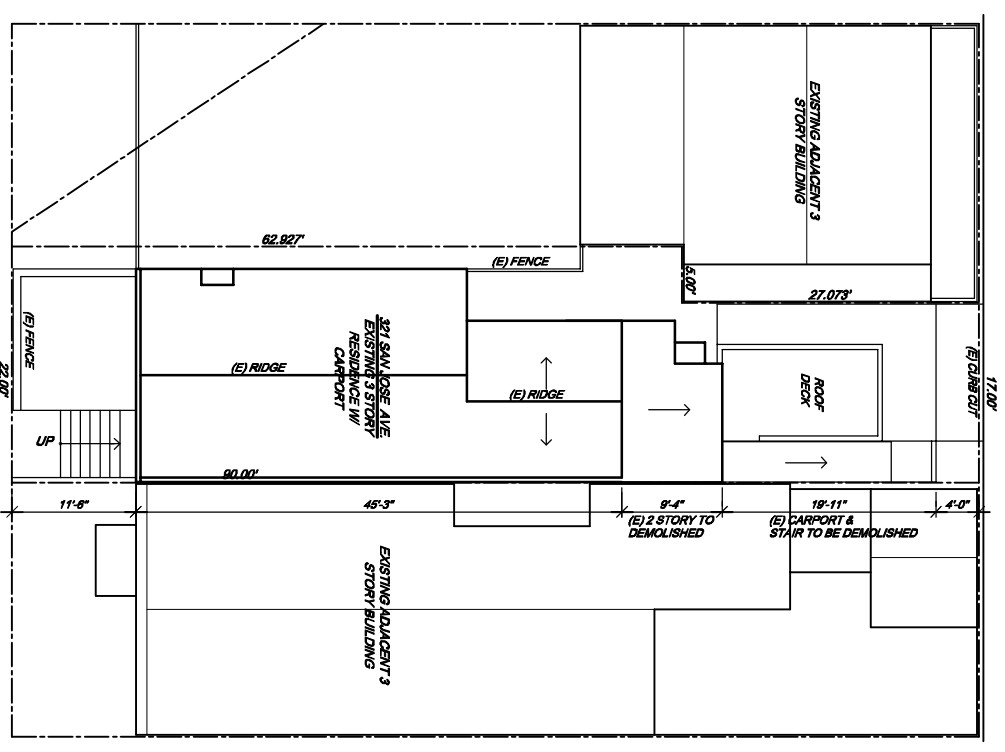 EXISTING ADJACENT 3
STORY BUILDING
62.927'
(E) FENCE
5.00'
27.073'
(E) FENCE
22.00'
321 SAN JOSE AVE.
EXISTING 3 STORY
RESIDENCE W/
CARPORT
(E) RIDGE
(E) RIDGE
ROOF
DECK
(E) CURB CUT
17.00'
UP
90.00'
11'-6"
45'-3"
9'-4"
19'-11"
4'-0"
(E) 2 STORY TO
DEMOLISHED
(E) CARPORT &
STAIR TO BE DEMOLISHED
EXISTING ADJACENT 3
STORY BUILDING